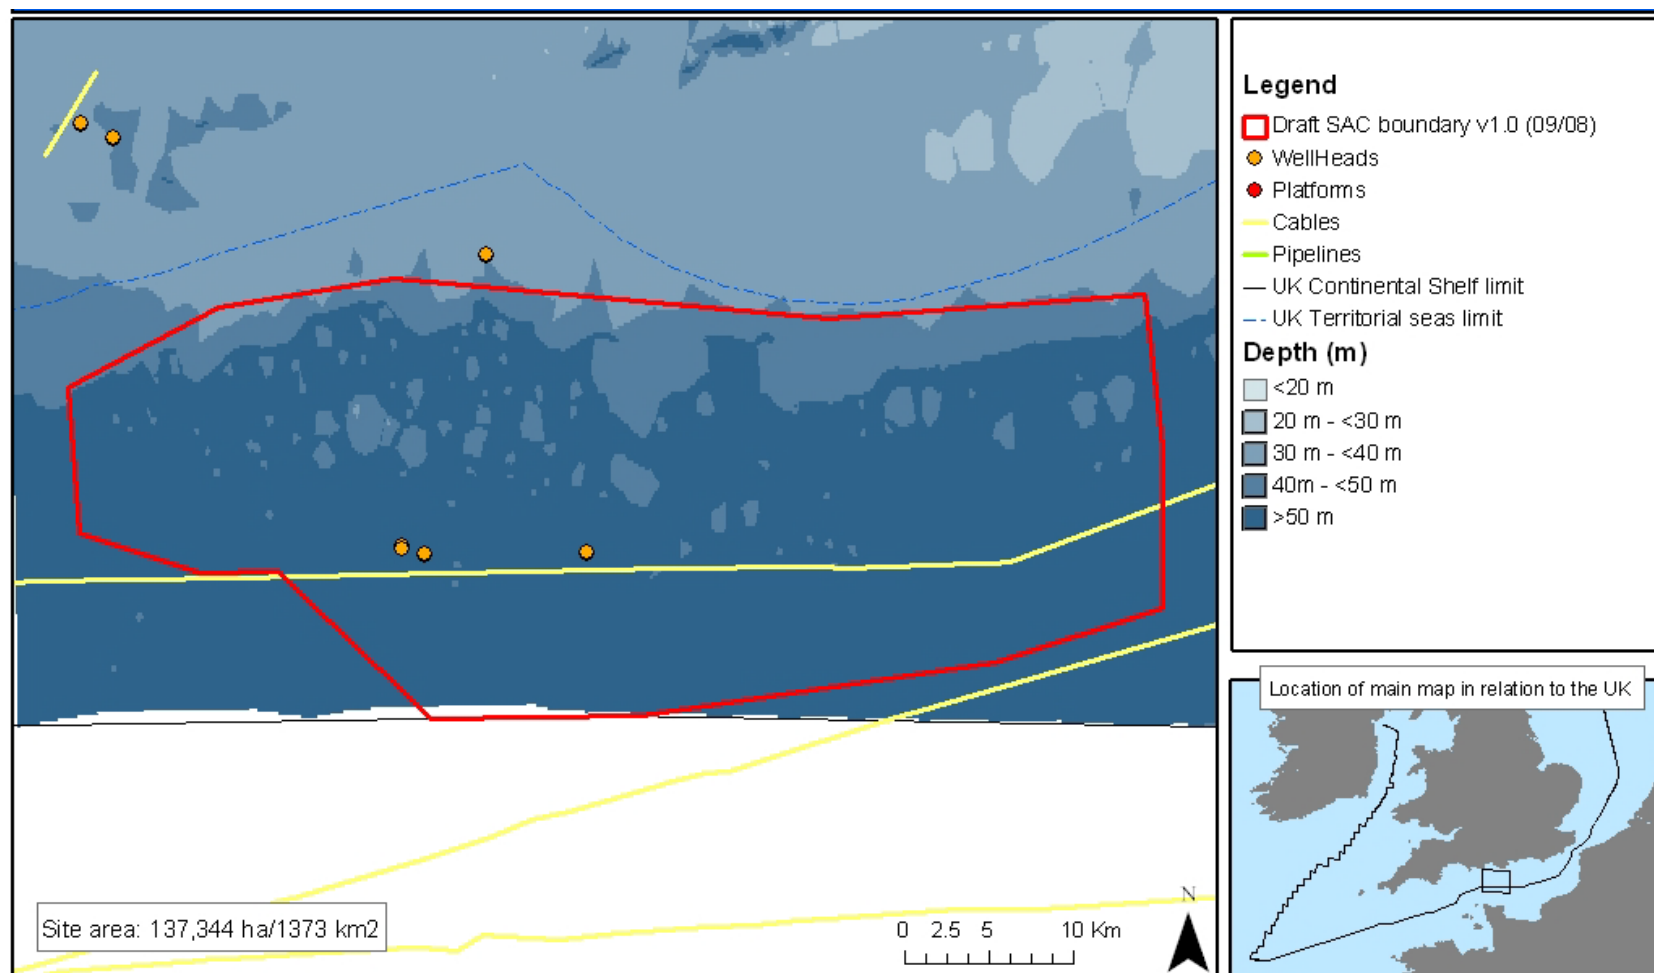 Legend
Draft SAC boundary v1.0 (09/08)
WellHeads
Platforms
Cables
Pipelines
UK Continental Shelf limit
UK Territorial seas limit
Depth (m)
<20 m
20 m - <30 m
30 m - <40 m
40m - <50 m
>50 m
Location of main map in relation to the UK
Site area: 137,344 ha/1373 km2
0 2.5 5 10 Km
N